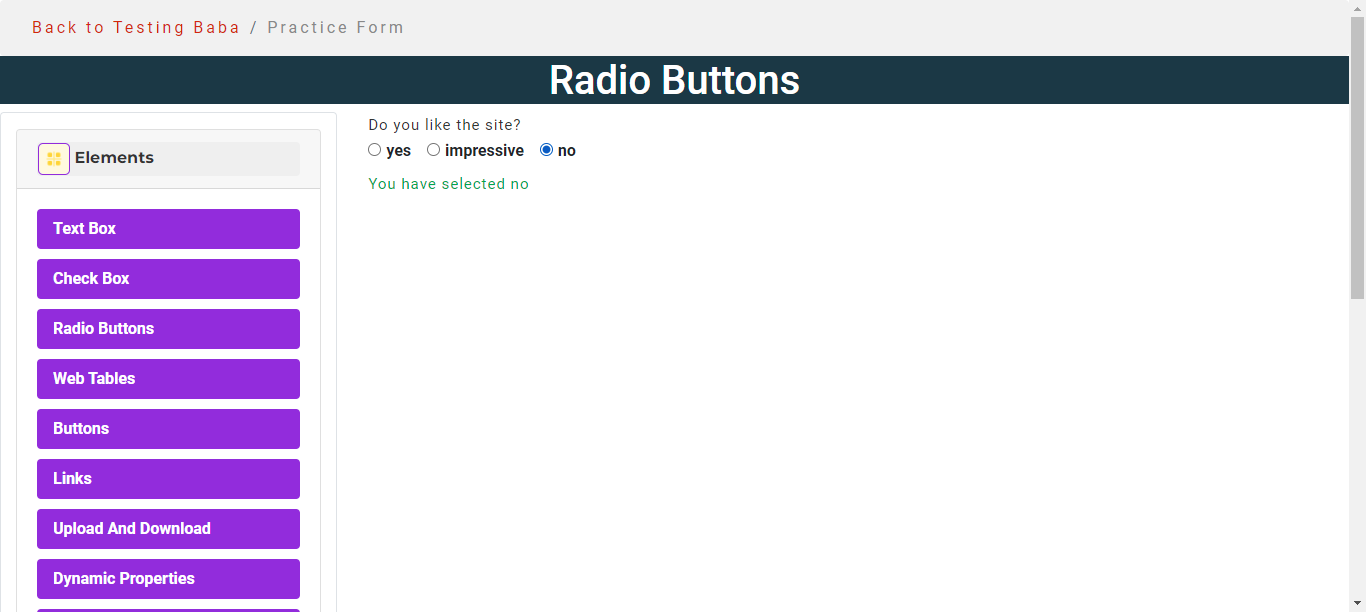 Back to Testing Baba / Practice Form
Radio Buttons
Elements
Text Box
Check Box
Radio Buttons
Web Tables
Buttons
Links
Upload And Download
Dynamic Properties
Do you like the site?
yes impressive no
You have selected no